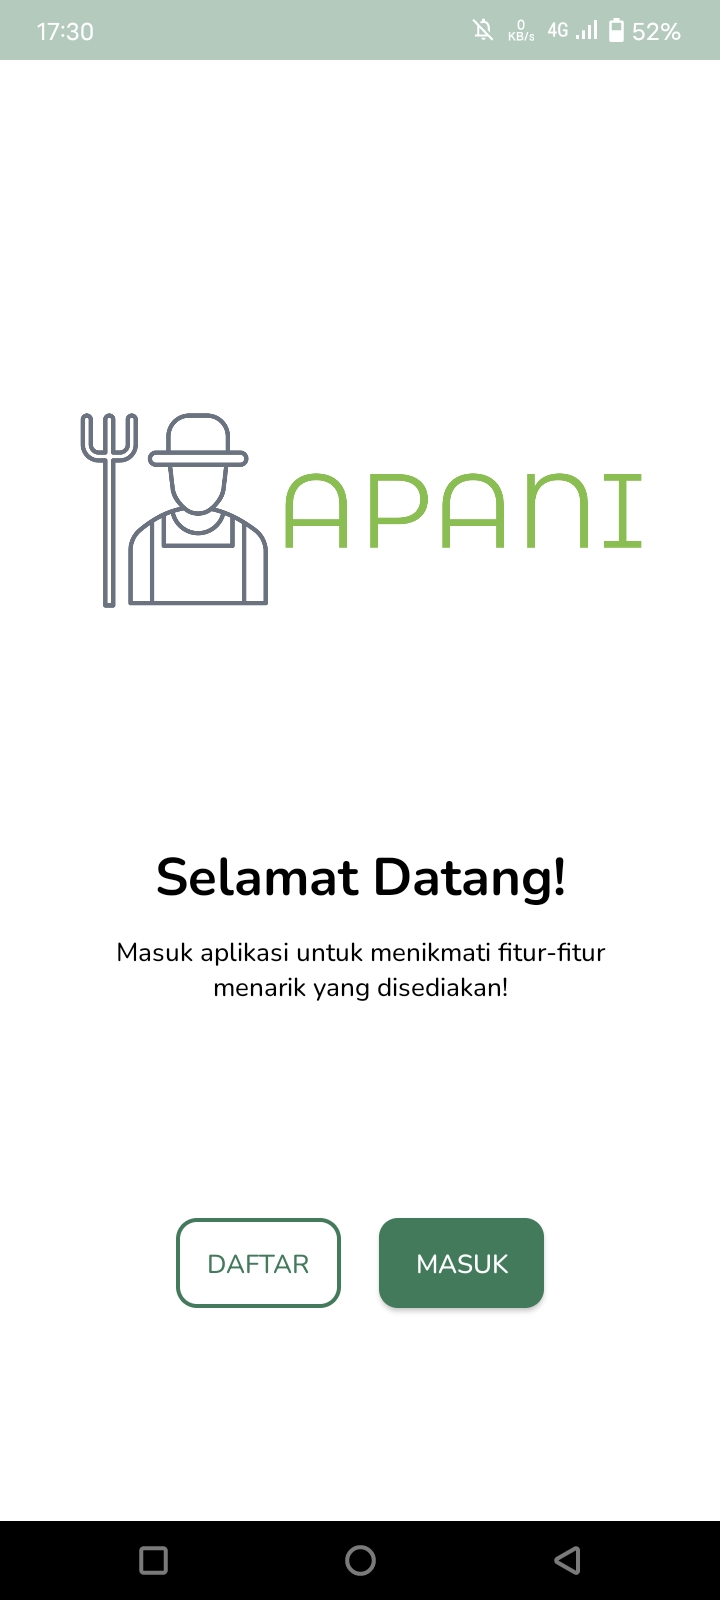 17:30
0
KB/s
4G
52%
APANI
Selamat Datang!
Masuk aplikasi untuk menikmati fitur-fitur
menarik yang disediakan!
DAFTAR
MASUK